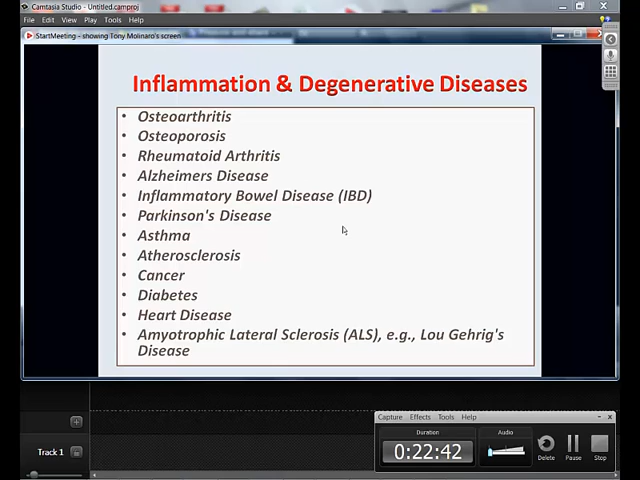 Camtasia Studio - Untitled.camproj
File Edit View Play Tools Help
StartMeeting - showing Tony Molinaro's screen
Inflammation & Degenerative Diseases
• Osteoarthritis
• Osteoporosis
• Rheumatoid Arthritis
• Alzheimers Disease
• Inflammatory Bowel Disease (IBD)
• Parkinson's Disease
• Asthma
• Atherosclerosis
• Cancer
• Diabetes
• Heart Disease
• Amyotrophic Lateral Sclerosis (ALS), e.g., Lou Gehrig's
Disease
Capture Effects Tools Help
Duration
Audio
0:22:42
Delete Pause Stop
Track 1